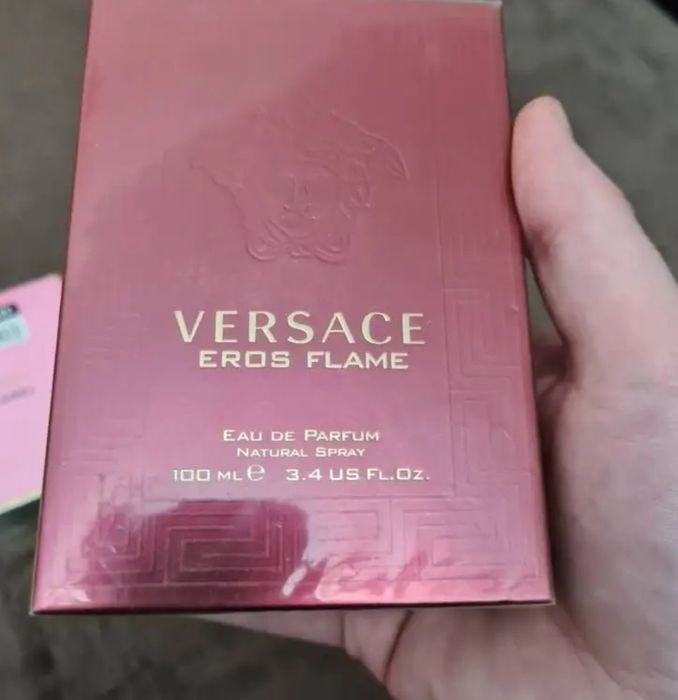 VERSACE
EROS FLAME
EAU DE PARFUM
NATURAL SPRAY
100 ML e 3.4 US FL.OZ.